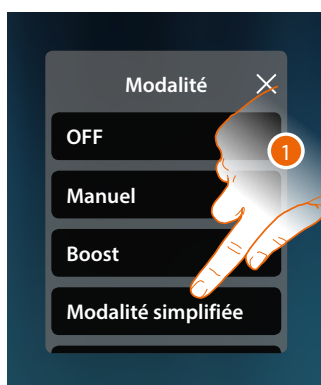 Modalité
OFF
1
Manuel
Boost
Modalité simplifiée